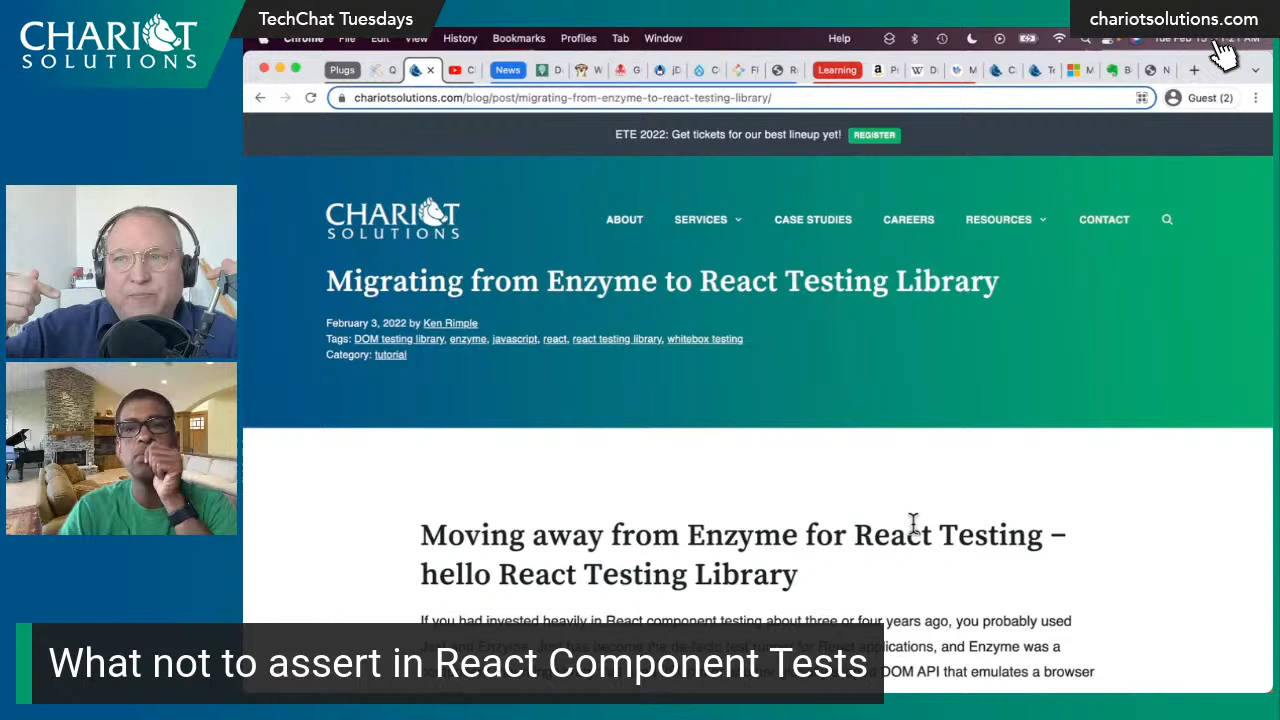 CHARIOT
SOLUTIONS
TechChat Tuesdays
chariotsolutions.com
Chrome File Edit View History Bookmarks Profiles Tab Window Help
Plugs
News
Learning
chariotsolutions.com/blog/post/migrating-from-enzyme-to-react-testing-library/
Guest (2)
ETE 2022: Get tickets for our best lineup yet! REGISTER
CHARIOT
SOLUTIONS
ABOUT SERVICES CASE STUDIES CAREERS RESOURCES CONTACT
Migrating from Enzyme to React Testing Library
February 3, 2022 by Ken Rimple
Tags: DOM testing library, enzyme, javascript, react, react testing library, whitebox testing
Category: tutorial
Moving away from Enzyme for React Testing –
hello React Testing Library
If you had invested heavily in React component testing about three or four years ago, you probably used
applications, and Enzyme was a
DOM API that emulates a browser
What not to assert in React Component Tests